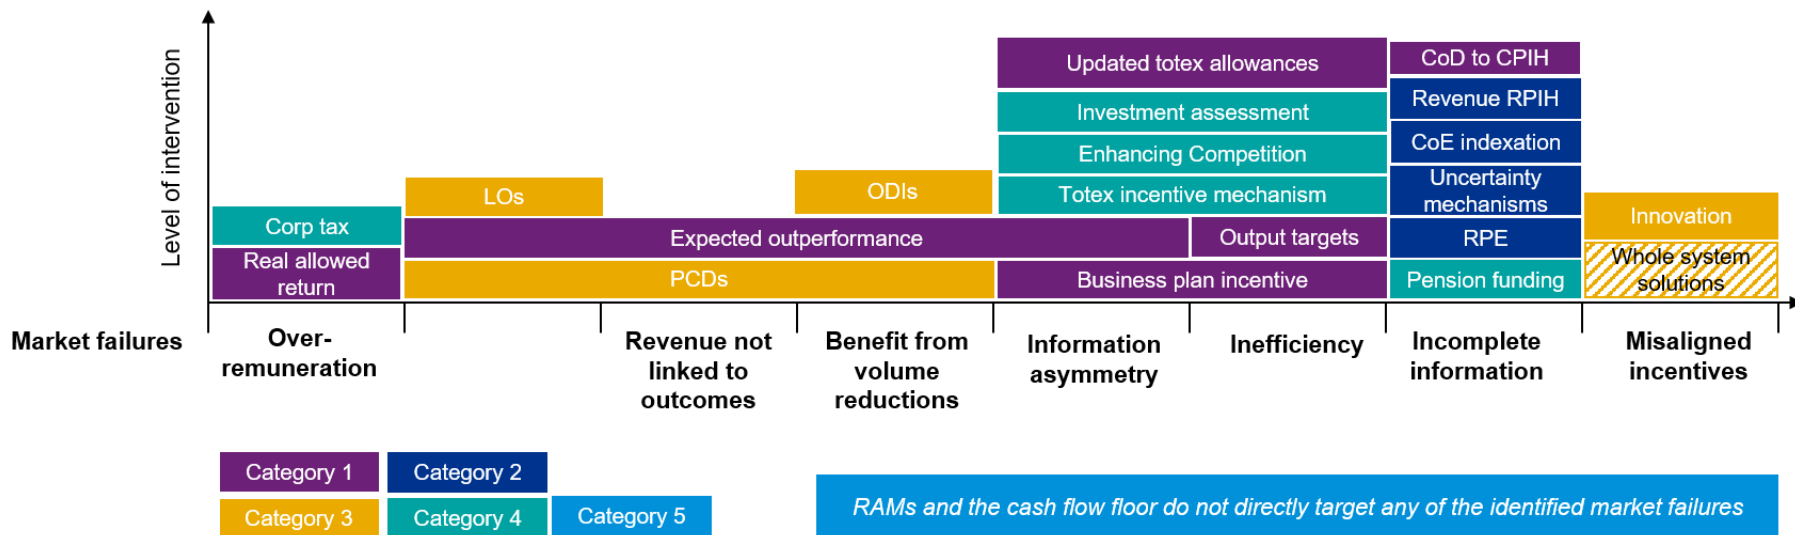 Level of intervention
Updated totex allowances
CoD to CPIH
Investment assessment
Revenue RPIH
Enhancing Competition
CoE indexation
LOs
ODIs
Totex incentive mechanism
Uncertainty
mechanisms
Corp tax
Expected outperformance
Output targets
RPE
Innovation
Real allowed
return
PCDs
Business plan incentive
Pension funding
Whole system
solutions
Market failures
Over-
remuneration
Revenue not
linked to
outcomes
Benefit from
volume
reductions
Information
asymmetry
Inefficiency
Incomplete
information
Misaligned
incentives
Category 1
Category 2
Category 3
Category 4
Category 5
RAMs and the cash flow floor do not directly target any of the identified market failures